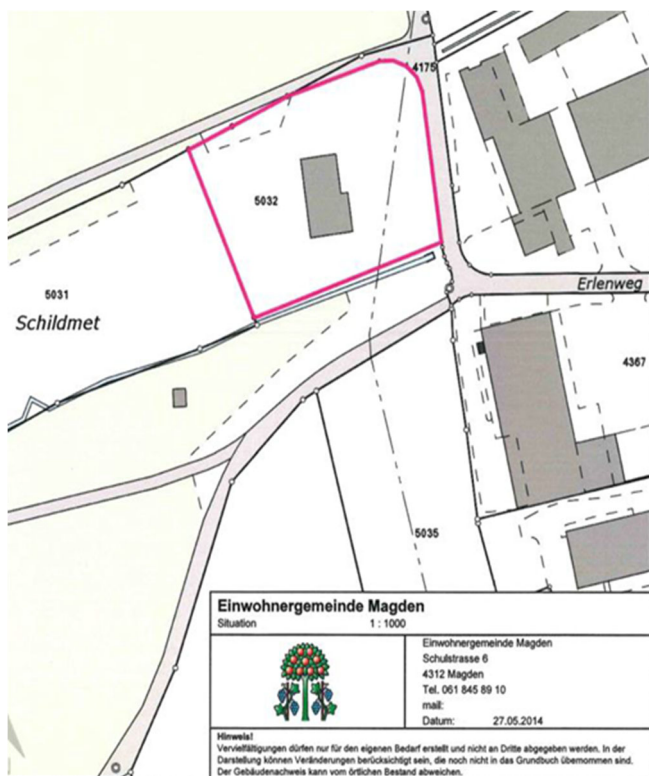 4175
5032
5031
Schildmet
Erlenweg
4367
5035
Einwohnergemeinde Magden
Situation 1 : 1000
Einwohnergemeinde Magden
Schulstrasse 6
4312 Magden
Tel. 061 845 89 10
mail:
Datum: 27.05.2014
Hinweis!
Vervielfältigungen dürfen nur für den eigenen Bedarf erstellt und nicht an Dritte abgegeben werden. In der
Darstellung können Veränderungen berücksichtigt sein, die noch nicht in das Grundbuch übernommen sind.
Der Gebäudenachweis kann vom örtlichen Bestand abweichen.